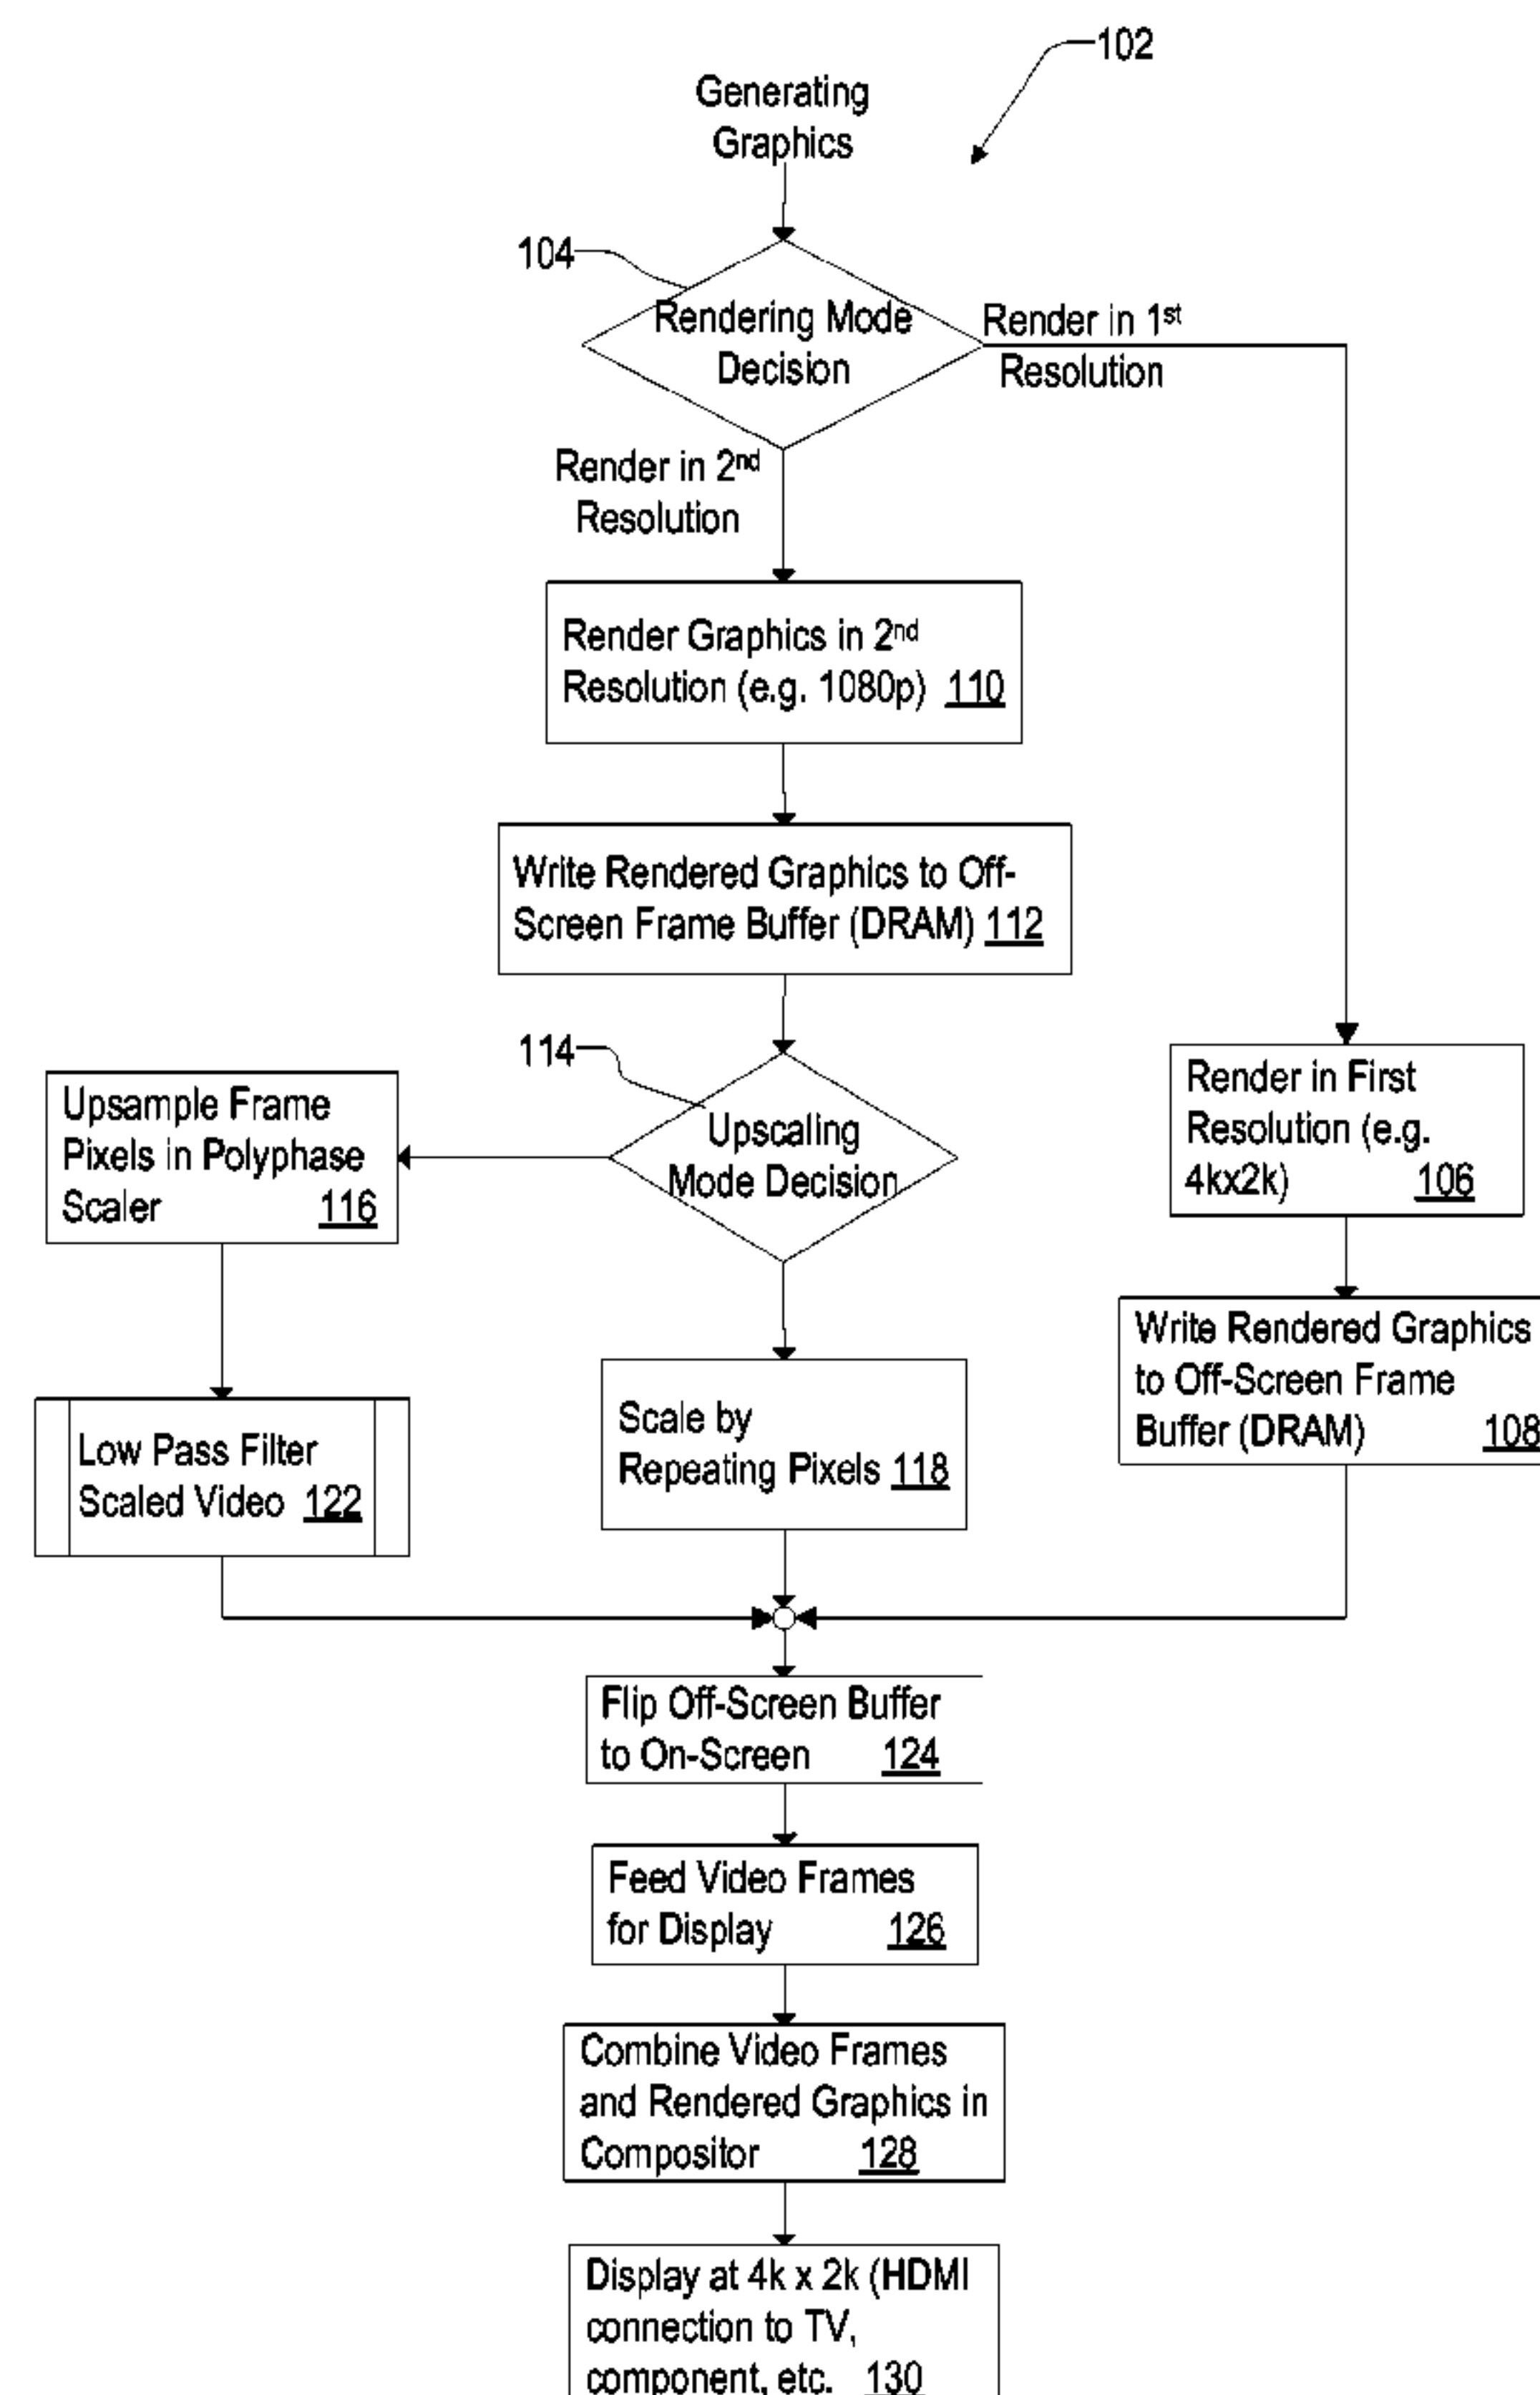 102
Generating
Graphics
104
Rendering Mode
Decision
Render in 1st
Resolution
Render in 2nd
Resolution
Render Graphics in 2nd
Resolution (e.g. 1080p) 110
Write Rendered Graphics to Off-
Screen Frame Buffer (DRAM) 112
114
Upscaling
Mode Decision
Upsample Frame
Pixels in Polyphase
Scaler 116
Render in First
Resolution (e.g.
4kx2k) 106
Write Rendered Graphics
to Off-Screen Frame
Buffer (DRAM) 108
Low Pass Filter
Scaled Video 122
Scale by
Repeating Pixels 118
Flip Off-Screen Buffer
to On-Screen 124
Feed Video Frames
for Display 126
Combine Video Frames
and Rendered Graphics in
Compositor 128
Display at 4k x 2k (HDMI
connection to TV,
component, etc. 130